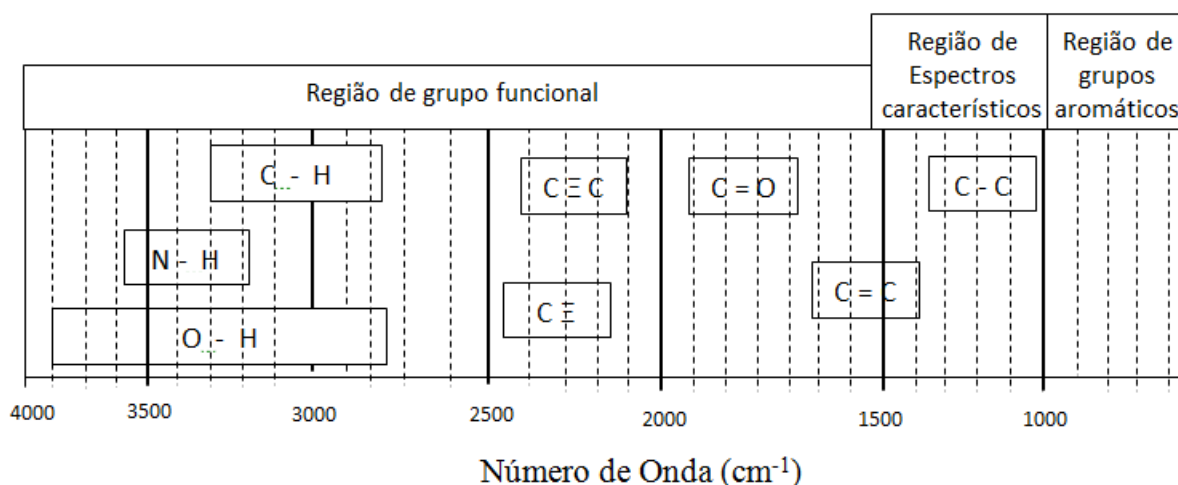 Região de grupo funcional
Região de
Espectros
característicos
Região de
grupos
aromáticos
C - H
C Ξ C
C = O
C - C
N - H
C Ξ
C = C
O - H
4000
3500
3000
2500
2000
1500
1000
Número de Onda (cm⁻¹)